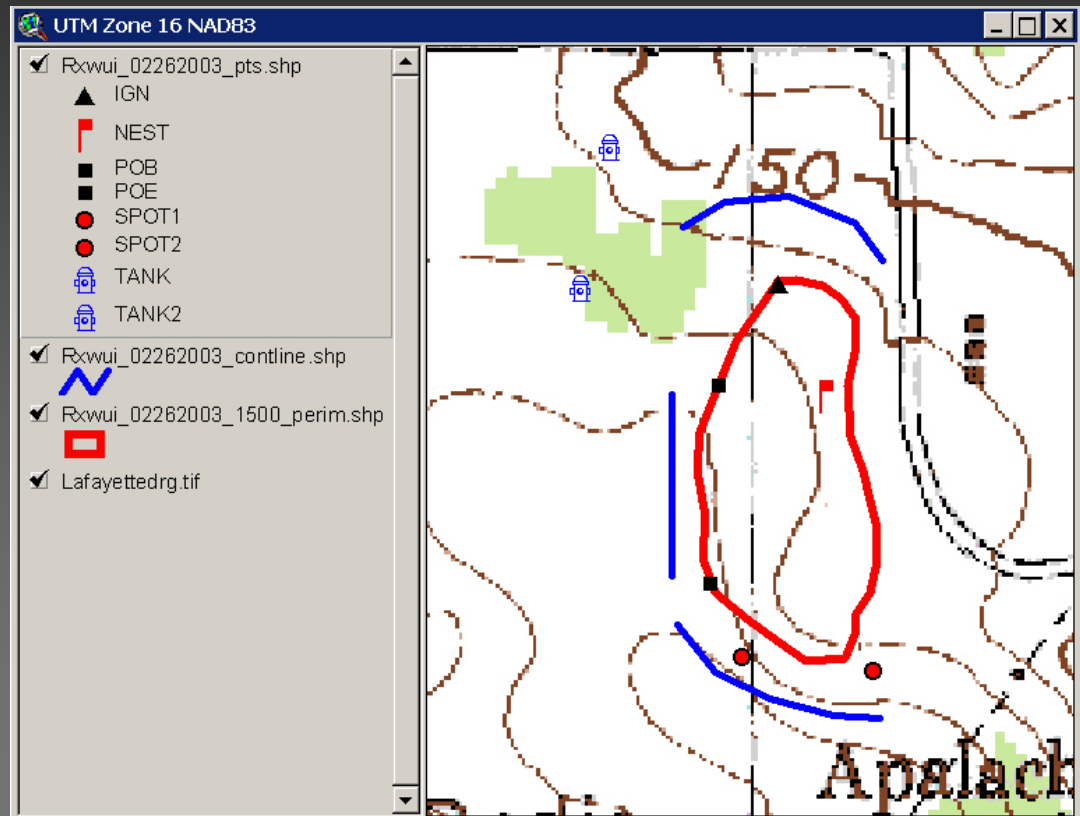 UTM Zone 16 NAD83
Rxwui_02262003_pts.shp
IGN
NEST
POB
POE
SPOT1
SPOT2
TANK
TANK2
Rxwui_02262003_contline.shp
Rxwui_02262003_1500_perim.shp
Lafayettedrg.tif
150
Apalach